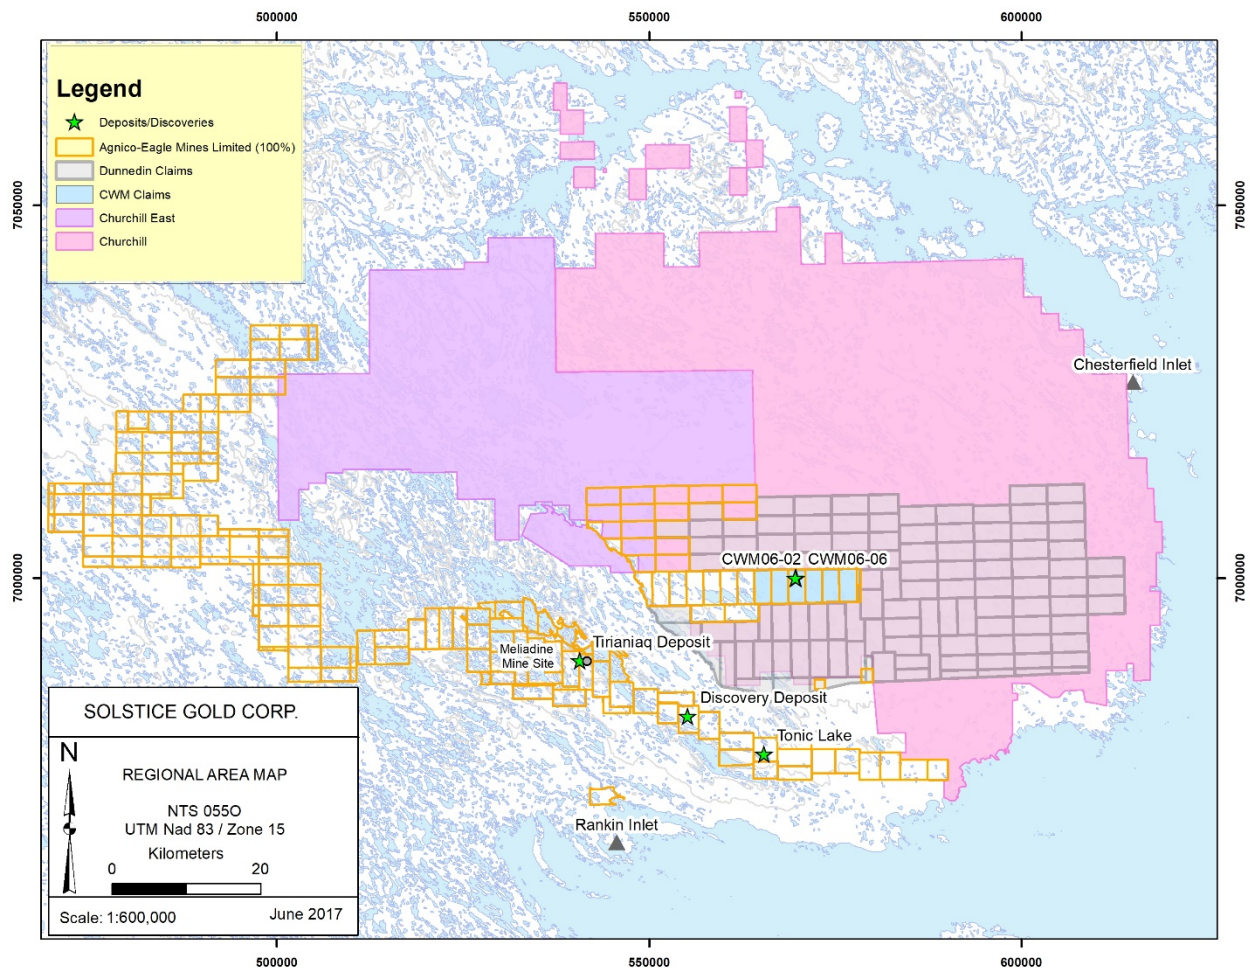 500000
550000
600000
7050000
7050000
Legend
Deposits/Discoveries
Agnico-Eagle Mines Limited (100%)
Dunnedin Claims
CWM Claims
Churchill East
Churchill
Chesterfield Inlet
7000000
7000000
CWM06-02 CWM06-06
Tirianiaq Deposit
Meliadine
Mine Site
Discovery Deposit
Tonic Lake
Rankin Inlet
SOLSTICE GOLD CORP.
N
REGIONAL AREA MAP
NTS 055O
UTM Nad 83 / Zone 15
Kilometers
0 20
Scale: 1:600,000 June 2017
500000
550000
600000